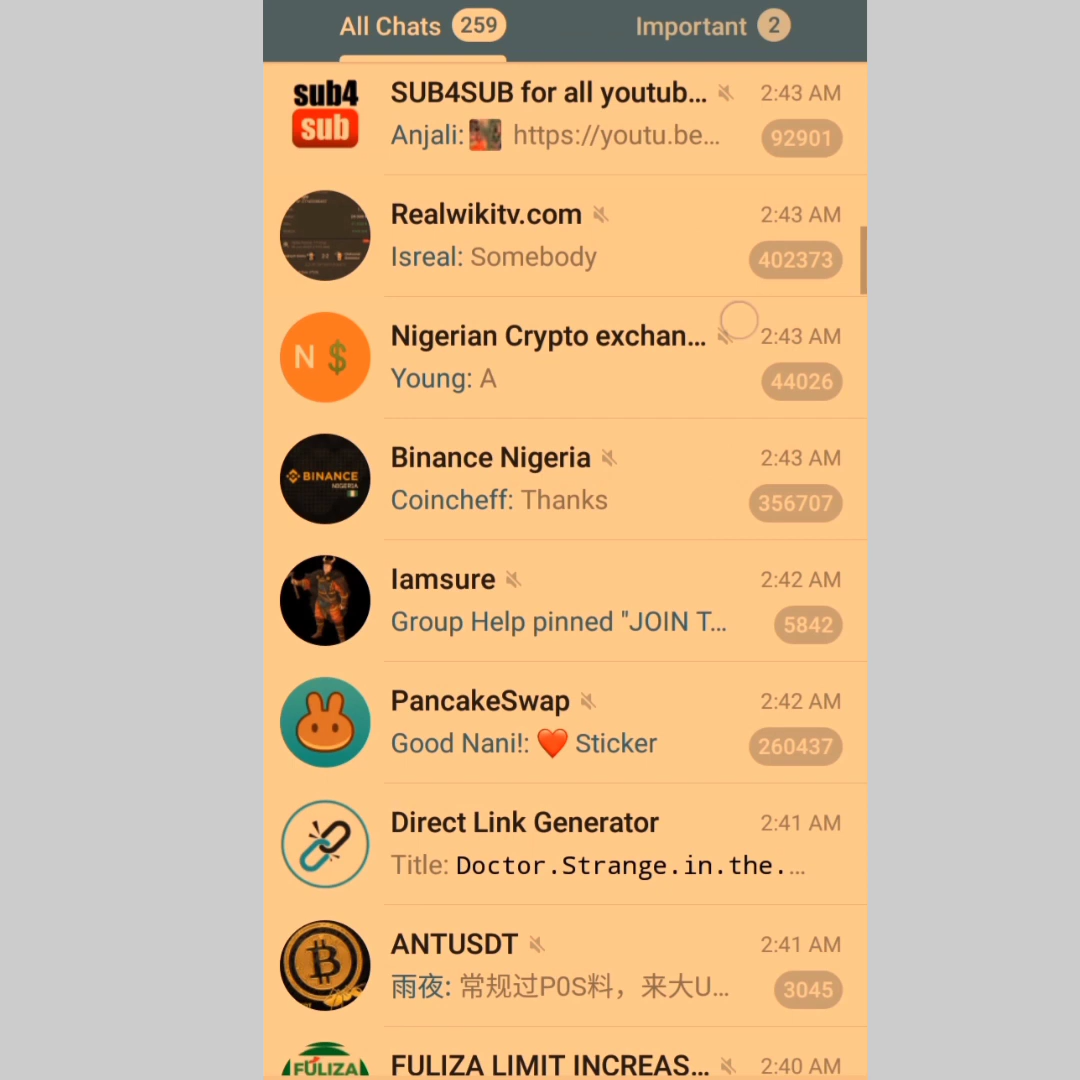 All Chats 259 Important 2
sub4
sub
SUB4SUB for all youtub... 2:43 AM
Anjali: https://youtu.be... 92901
Realwikitv.com 2:43 AM
Isreal: Somebody 402373
N $
Nigerian Crypto exchan... 2:43 AM
Young: A 44026
BINANCE
NIGERIA
Binance Nigeria 2:43 AM
Coincheff: Thanks 356707
Iamsure 2:42 AM
Group Help pinned "JOIN T... 5842
PancakeSwap 2:42 AM
Good Nani!: ❤️ Sticker 260437
Direct Link Generator 2:41 AM
Title: Doctor.Strange.in.the....
ANTUSDT 2:41 AM
雨夜: 常规过P0S料，来大U... 3045
FULIZA
FULIZA LIMIT INCREAS... 2:40 AM